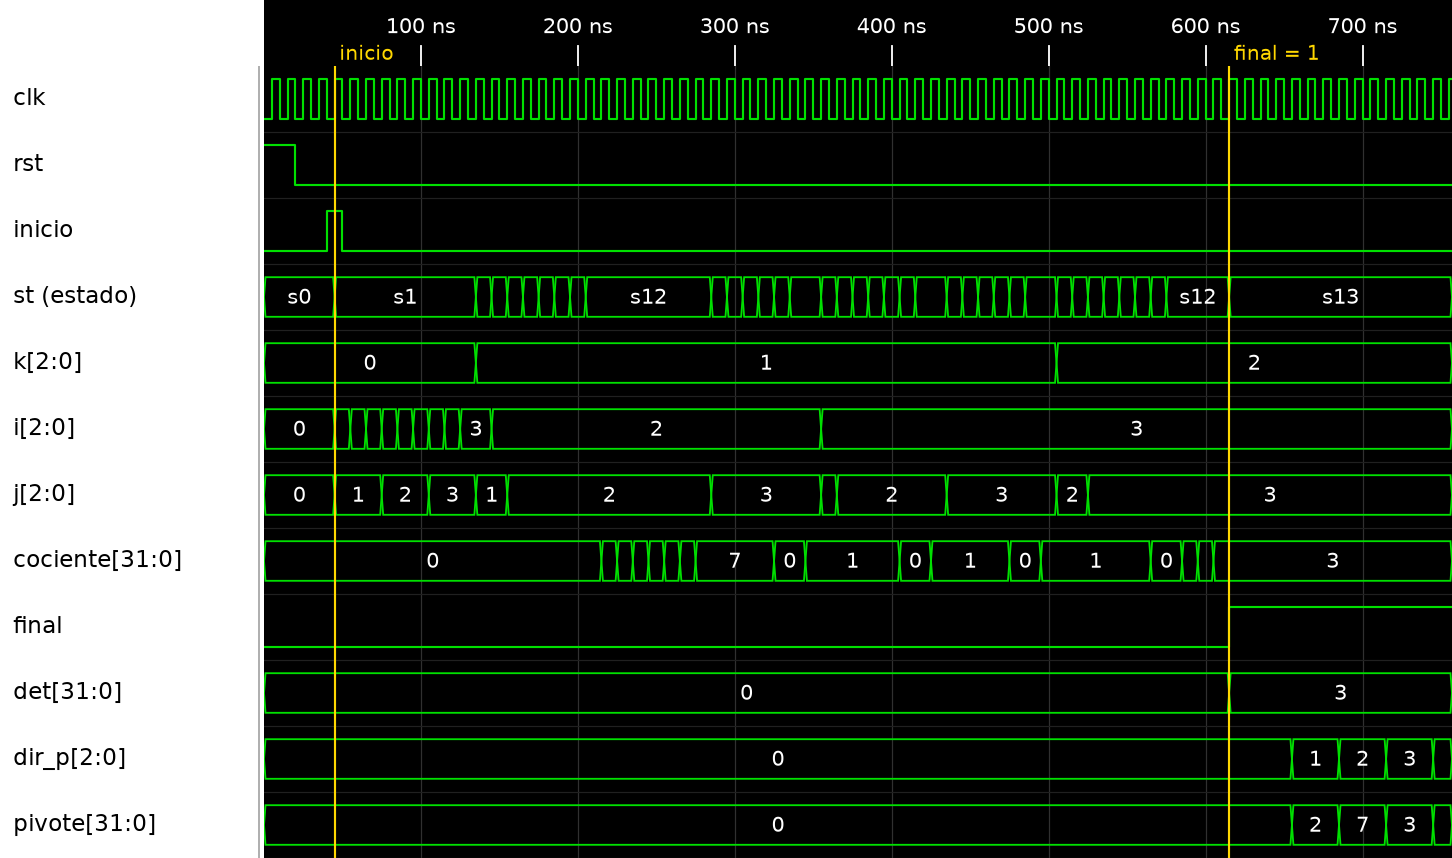 100 ns 200 ns 300 ns 400 ns 500 ns 600 ns 700 ns
inicio final = 1
clk
rst
inicio
st (estado) s0 s1 s12 s12 s13
k[2:0] 0 1 2
i[2:0] 0 3 2 3
j[2:0] 0 1 2 3 1 2 3 2 3 2 3
cociente[31:0] 0 7 0 1 0 1 0 1 0 3
final
det[31:0] 0 3
dir_p[2:0] 0 1 2 3
pivote[31:0] 0 2 7 3